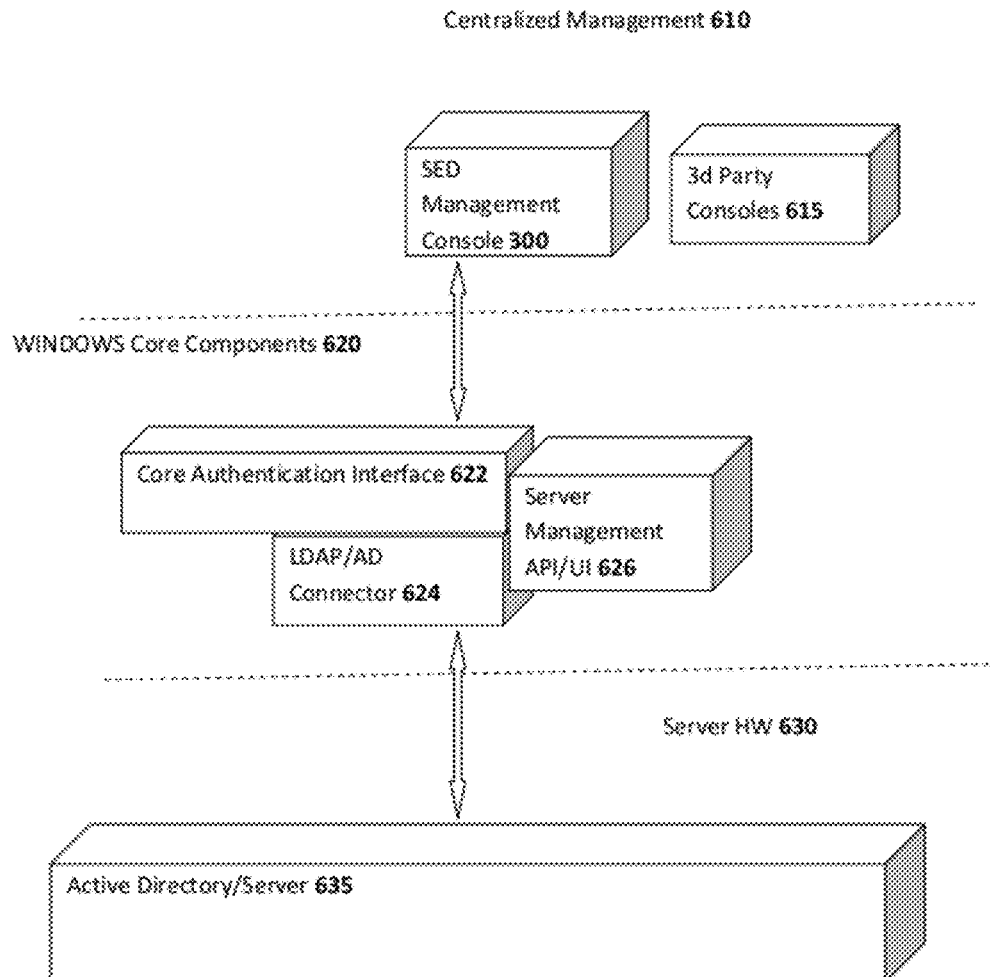 Centralized Management 610
SED
Management
Console 300
3d Party
Consoles 615
WINDOWS Core Components 620
Core Authentication Interface 622
Server
Management
API/UI 626
LDAP/AD
Connector 624
Server HW 630
Active Directory/Server 635